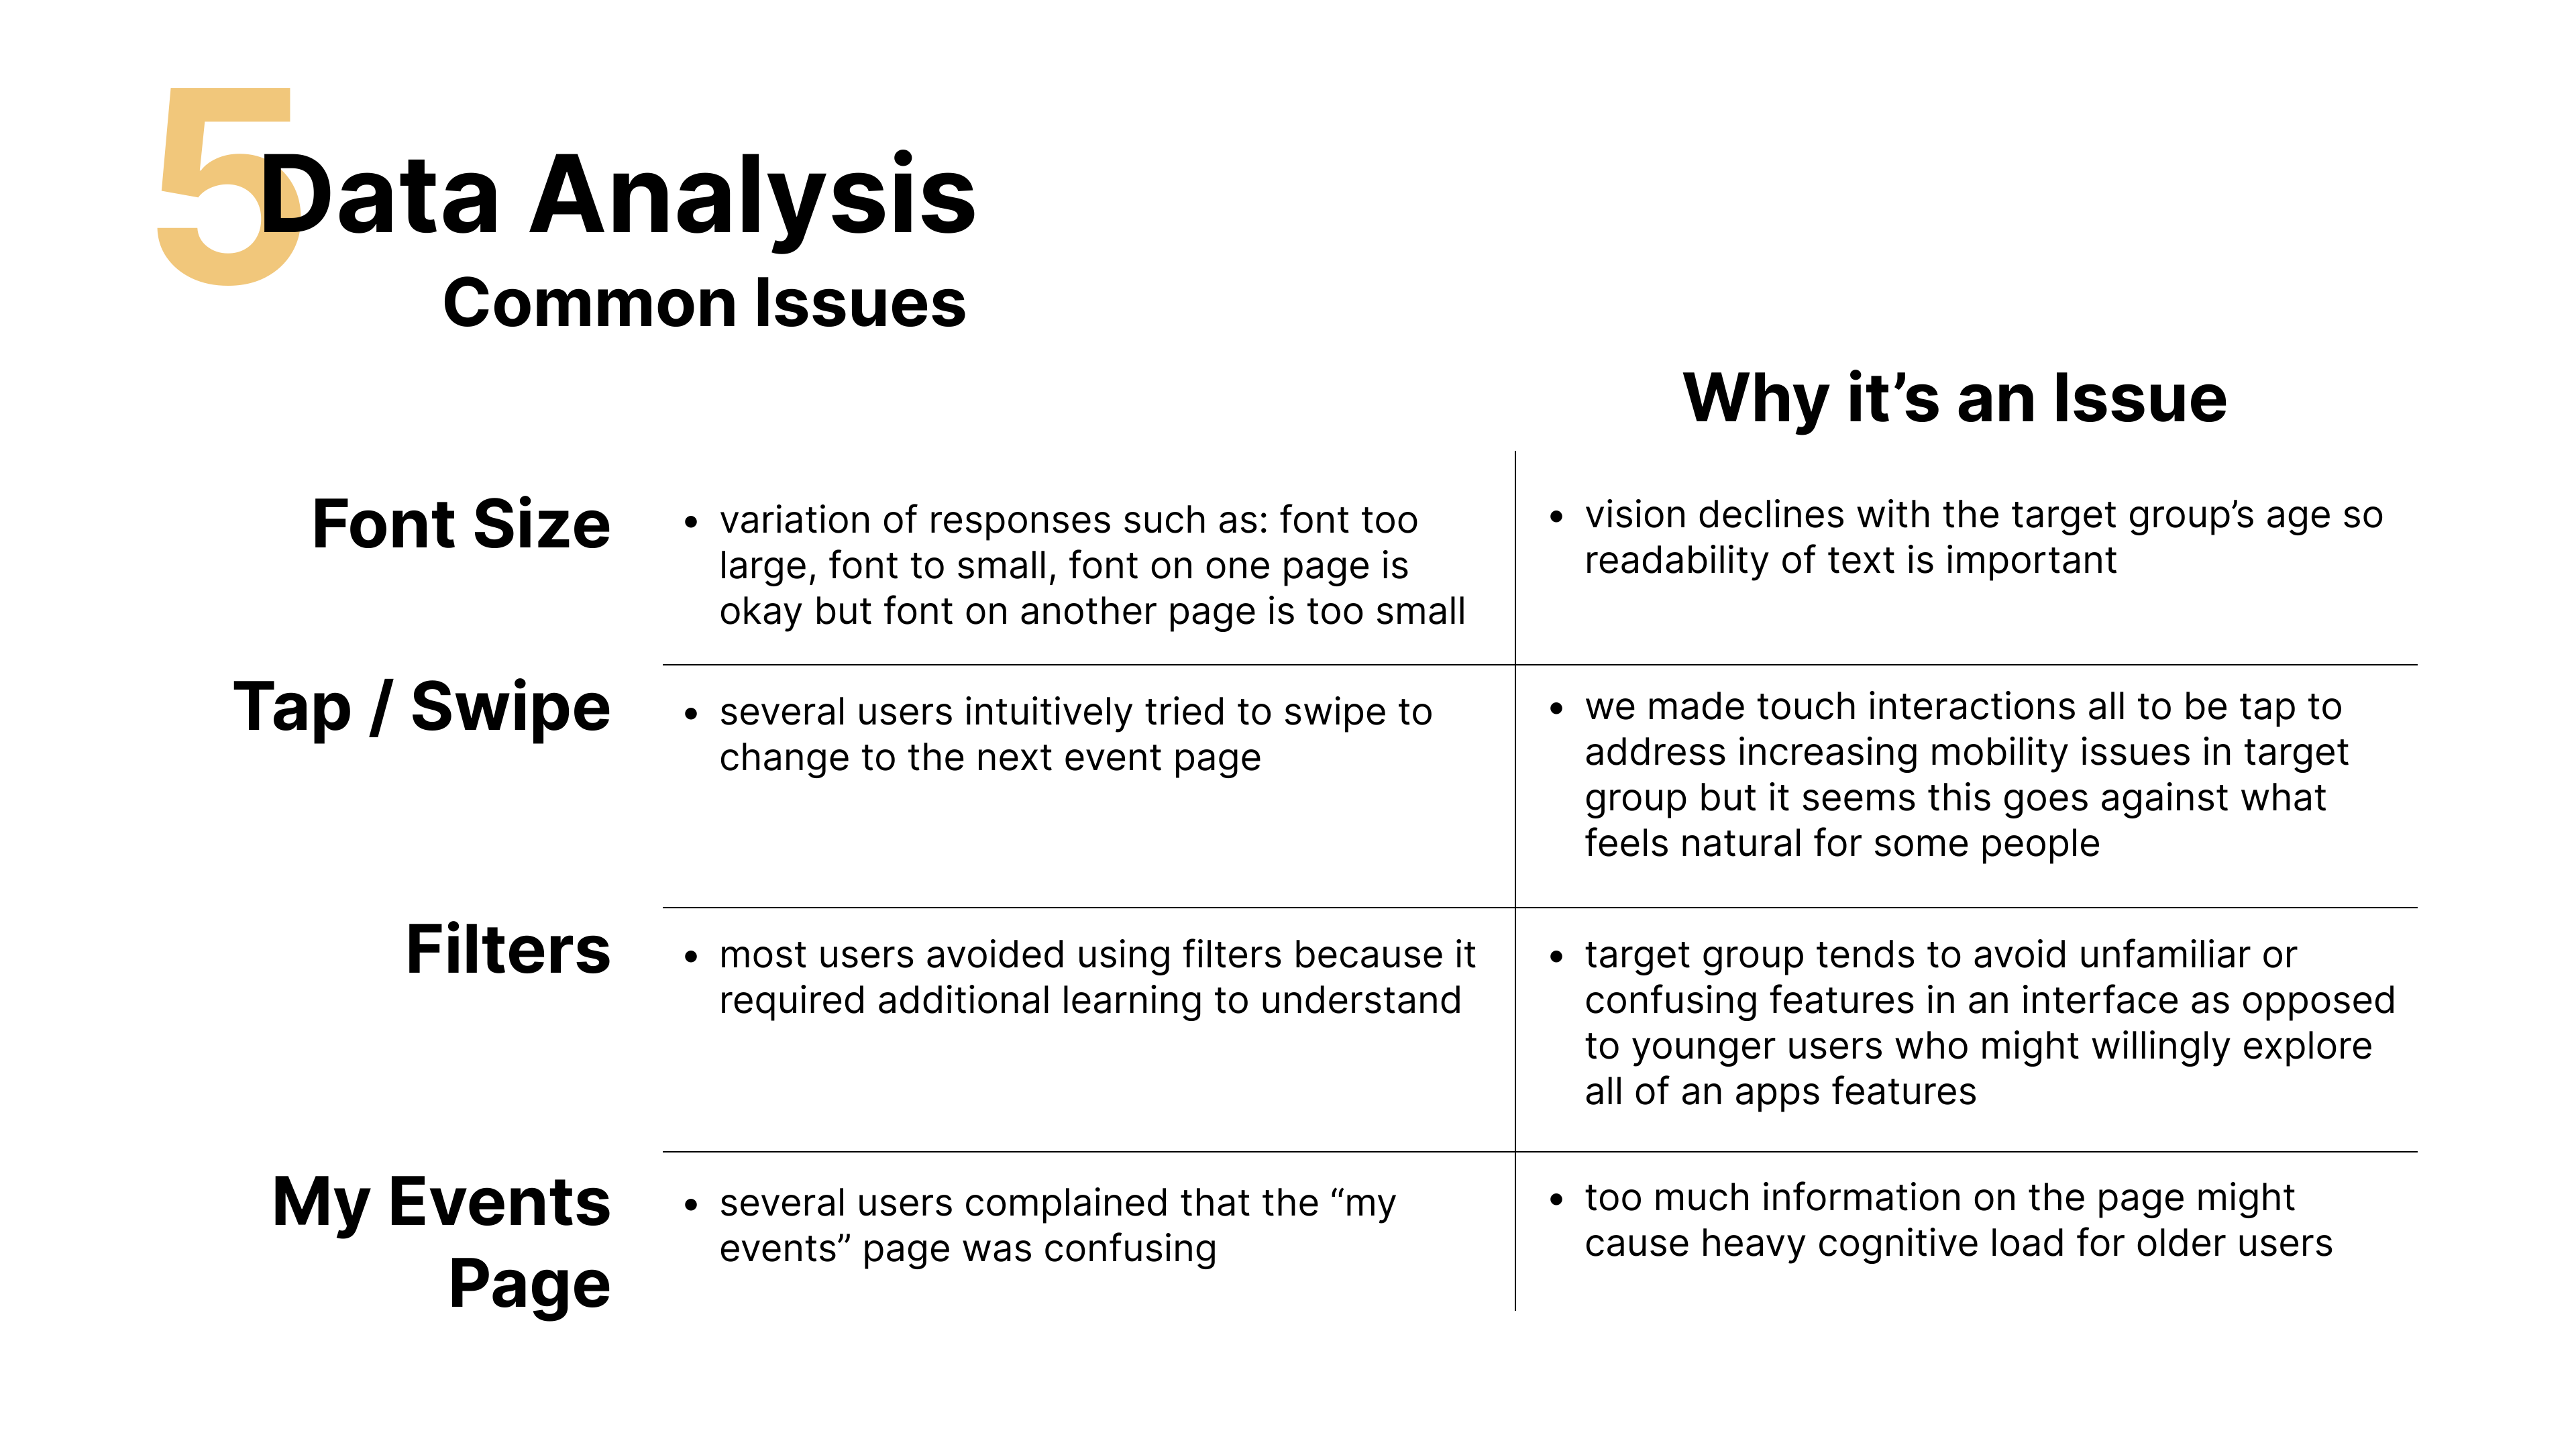 5
Data Analysis
Common Issues
Why it’s an Issue
Font Size
• variation of responses such as: font too
large, font to small, font on one page is
okay but font on another page is too small
• vision declines with the target group’s age so
readability of text is important
Tap / Swipe
• several users intuitively tried to swipe to
change to the next event page
• we made touch interactions all to be tap to
address increasing mobility issues in target
group but it seems this goes against what
feels natural for some people
Filters
• most users avoided using filters because it
required additional learning to understand
• target group tends to avoid unfamiliar or
confusing features in an interface as opposed
to younger users who might willingly explore
all of an apps features
My Events
Page
• several users complained that the “my
events” page was confusing
• too much information on the page might
cause heavy cognitive load for older users